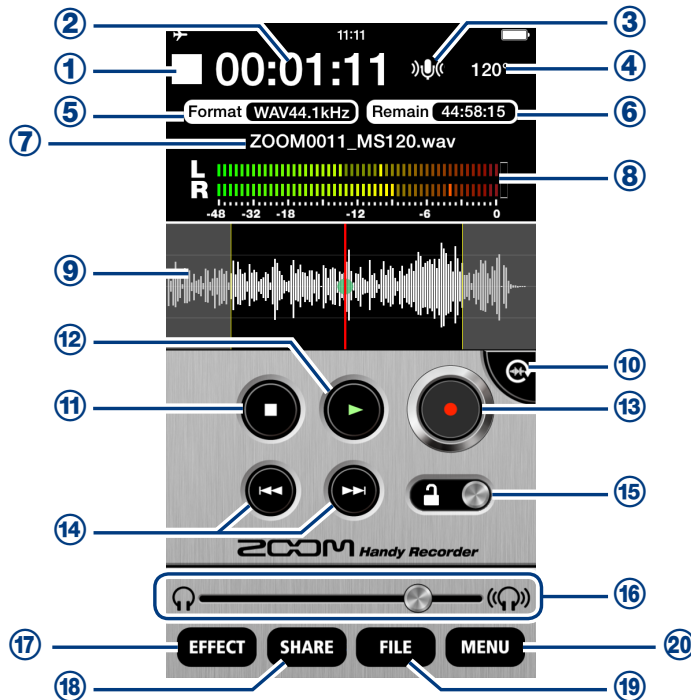 ② ③
11:11
① 00:01:11 120° ④
⑤ Format WAV44.1kHz Remain 44:58:15 ⑥
⑦ ZOOM0011_MS120.wav
L
R
⑧
-48 -32 -18 -12 -6 0
⑨
⑫ ⑩
⑪ ⑬
⑭ ⑮
ZOOM Handy Recorder
⑯
⑰ EFFECT SHARE FILE MENU ⑳
⑱ ⑲